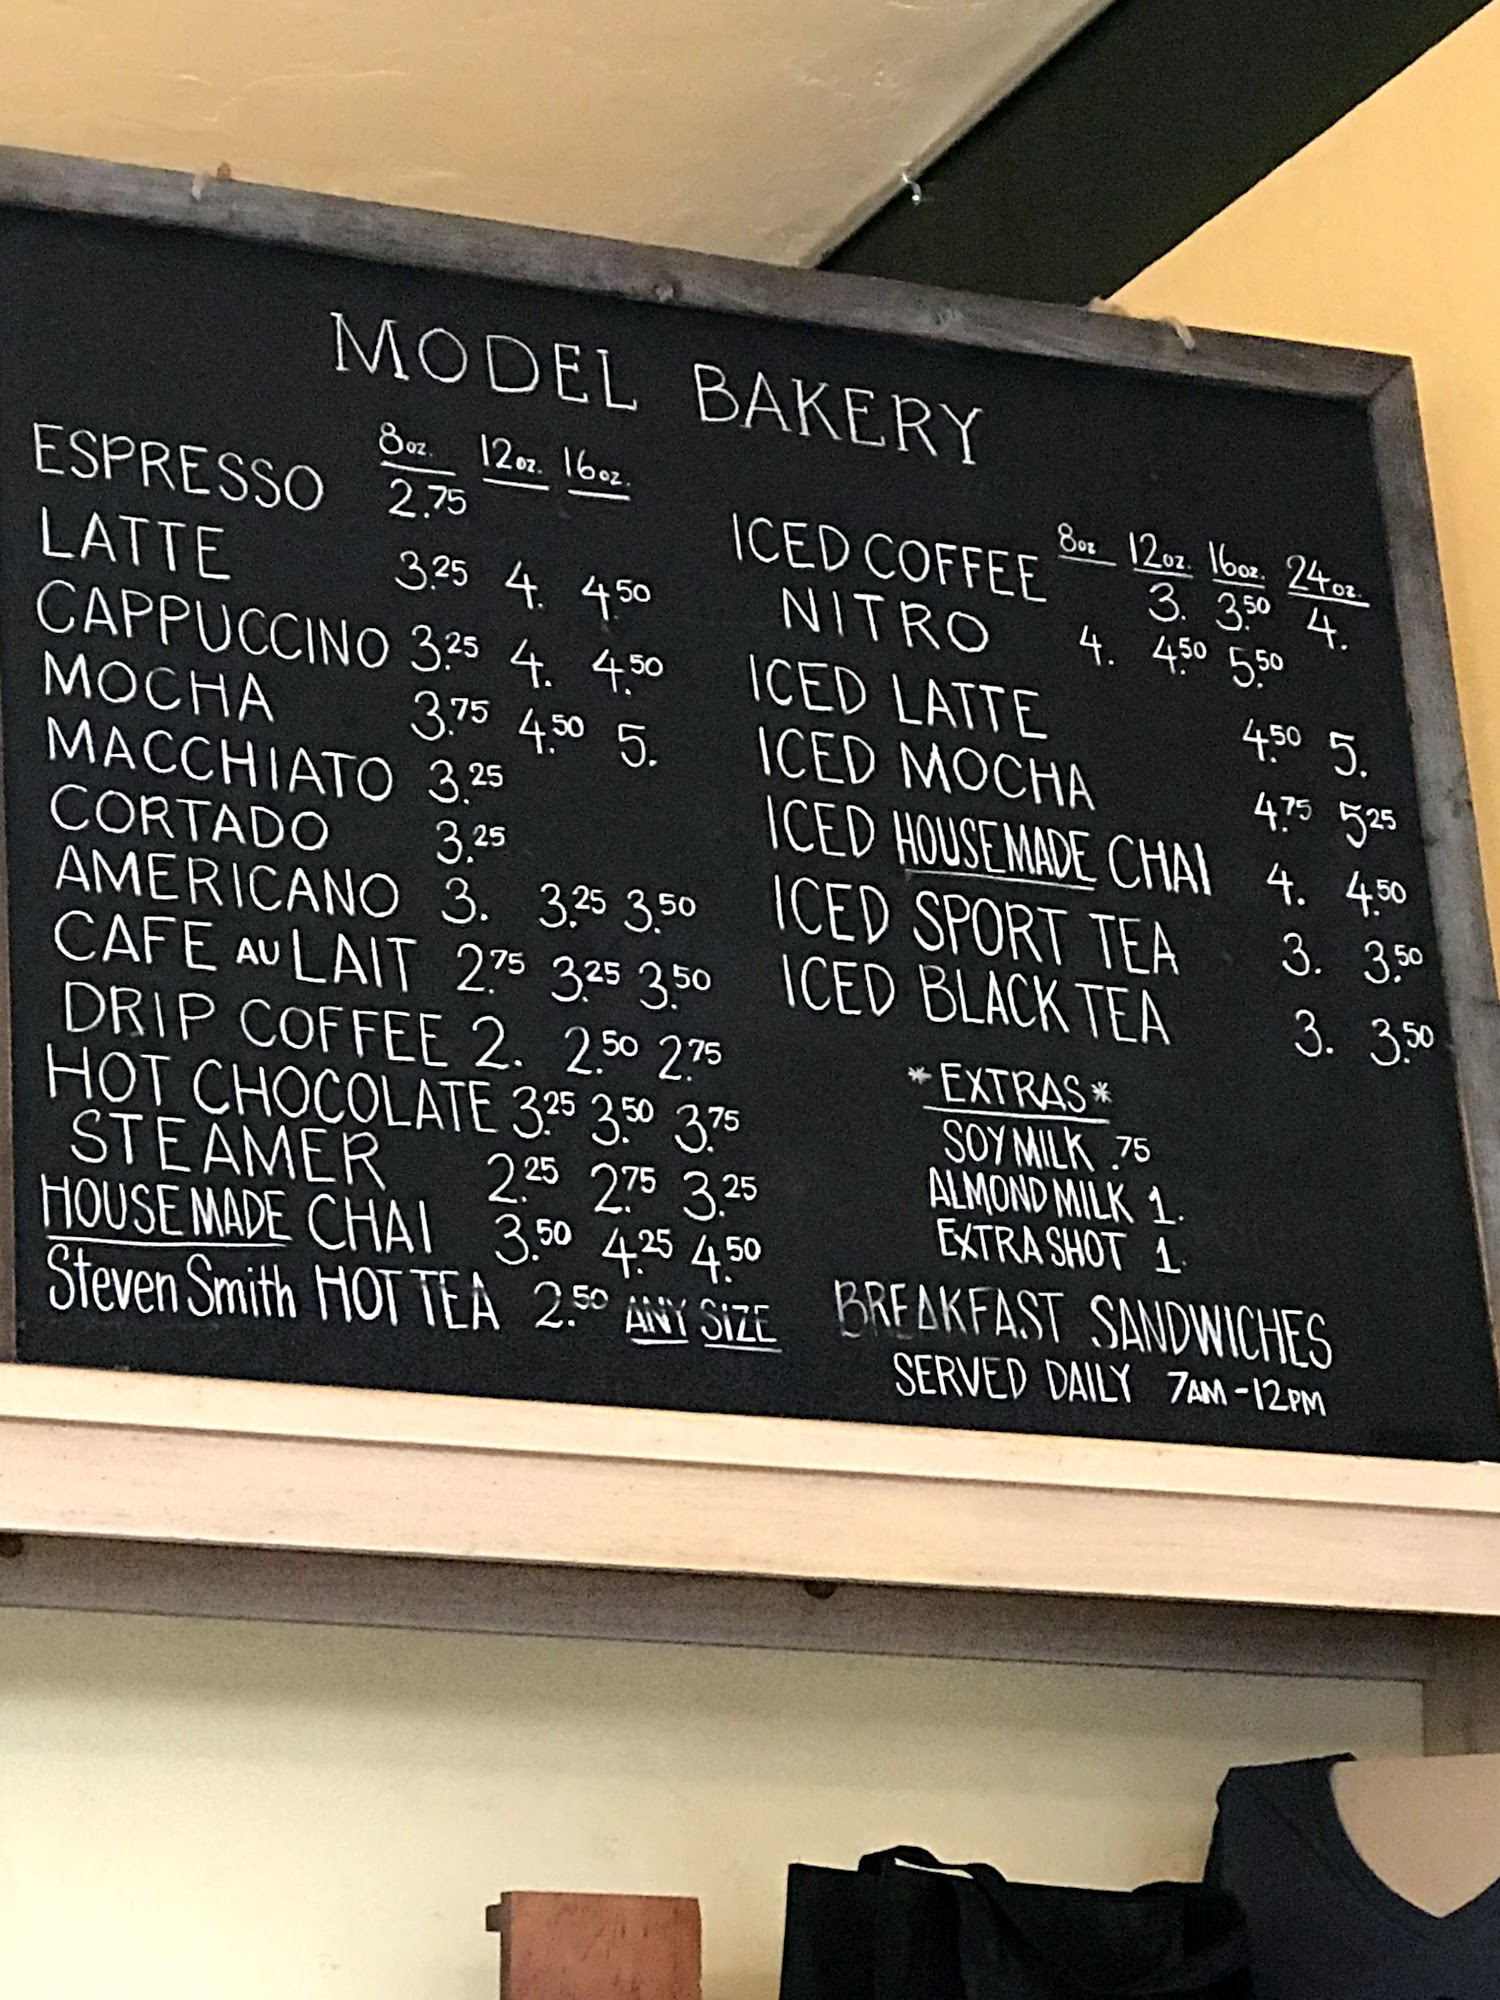 MODEL BAKERY
8oz. 12oz. 16oz.
ESPRESSO 2.75
LATTE 3.25 4. 4.50
CAPPUCCINO 3.25 4. 4.50
MOCHA 3.75 4.50 5.
MACCHIATO 3.25
CORTADO 3.25
AMERICANO 3. 3.25 3.50
CAFE AU LAIT 2.75 3.25 3.50
DRIP COFFEE 2. 2.50 2.75
HOT CHOCOLATE 3.25 3.50 3.75
STEAMER 2.25 2.75 3.25
HOUSEMADE CHAI 3.50 4.25 4.50
Steven Smith HOT TEA 2.50 ANY SIZE
8oz 12oz. 16oz. 24oz.
ICED COFFEE 3. 3.50 4.
NITRO 4. 4.50 5.50
ICED LATTE 4.50 5.
ICED MOCHA 4.75 5.25
ICED HOUSEMADE CHAI 4. 4.50
ICED SPORT TEA 3. 3.50
ICED BLACK TEA 3. 3.50
*EXTRAS*
SOY MILK .75
ALMOND MILK 1.
EXTRA SHOT 1.
BREAKFAST SANDWICHES
SERVED DAILY 7AM-12PM